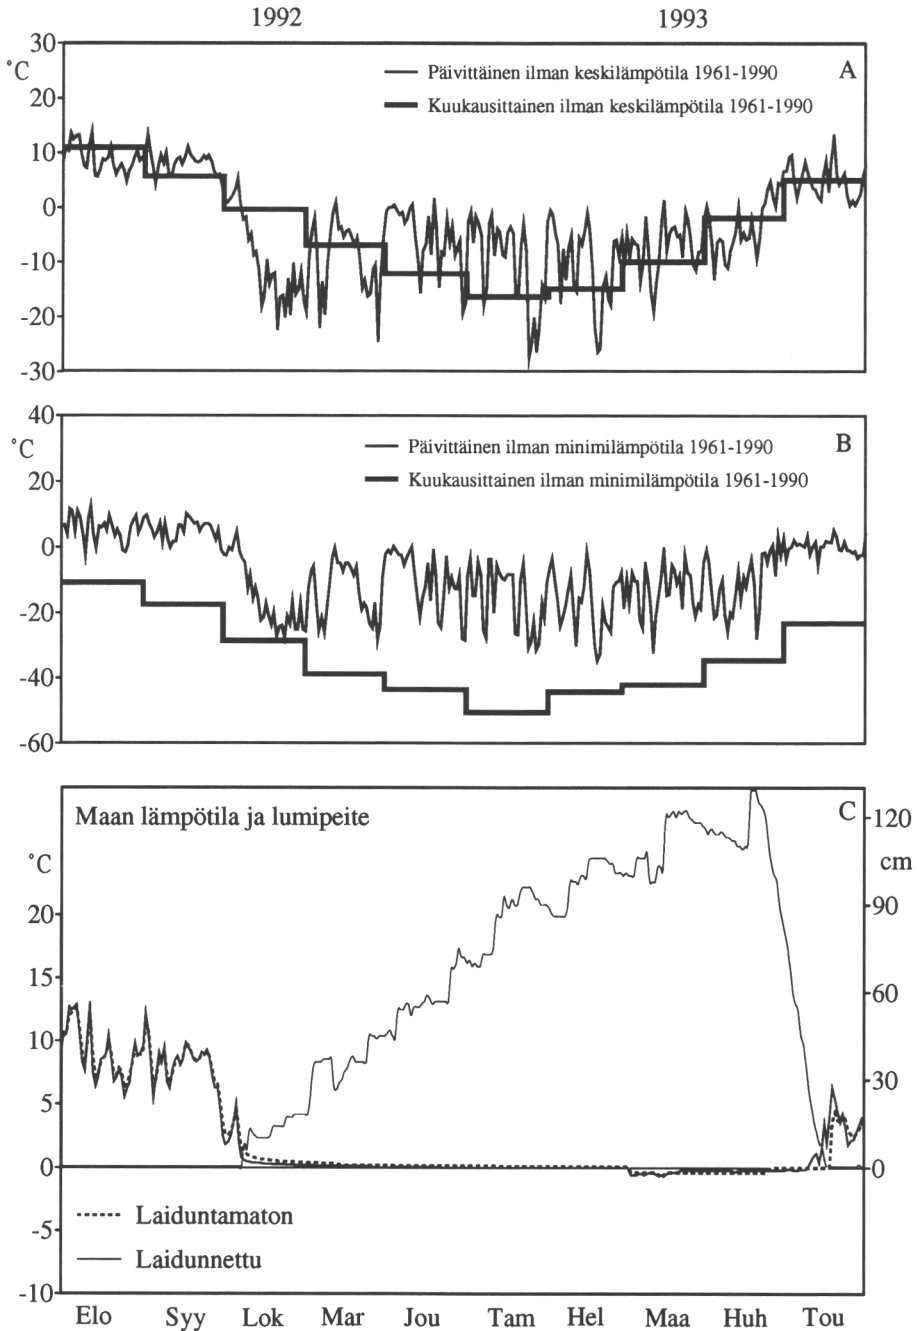 1992 1993
30
°C
A
Päivittäinen ilman keskilämpötila 1961-1990
20
Kuukausittainen ilman keskilämpötila 1961-1990
10
0
-10
-20
-30
40
°C
B
Päivittäinen ilman minimilämpötila 1961-1990
20
Kuukausittainen ilman minimilämpötila 1961-1990
0
-20
-40
-60
Maan lämpötila ja lumipeite
C
120
°C
cm
20
90
15
60
10
30
5
0
0
Laiduntamaton
-5
Laidunnettu
-10
Elo Syy Lok Mar Jou Tam Hel Maa Huh Tou